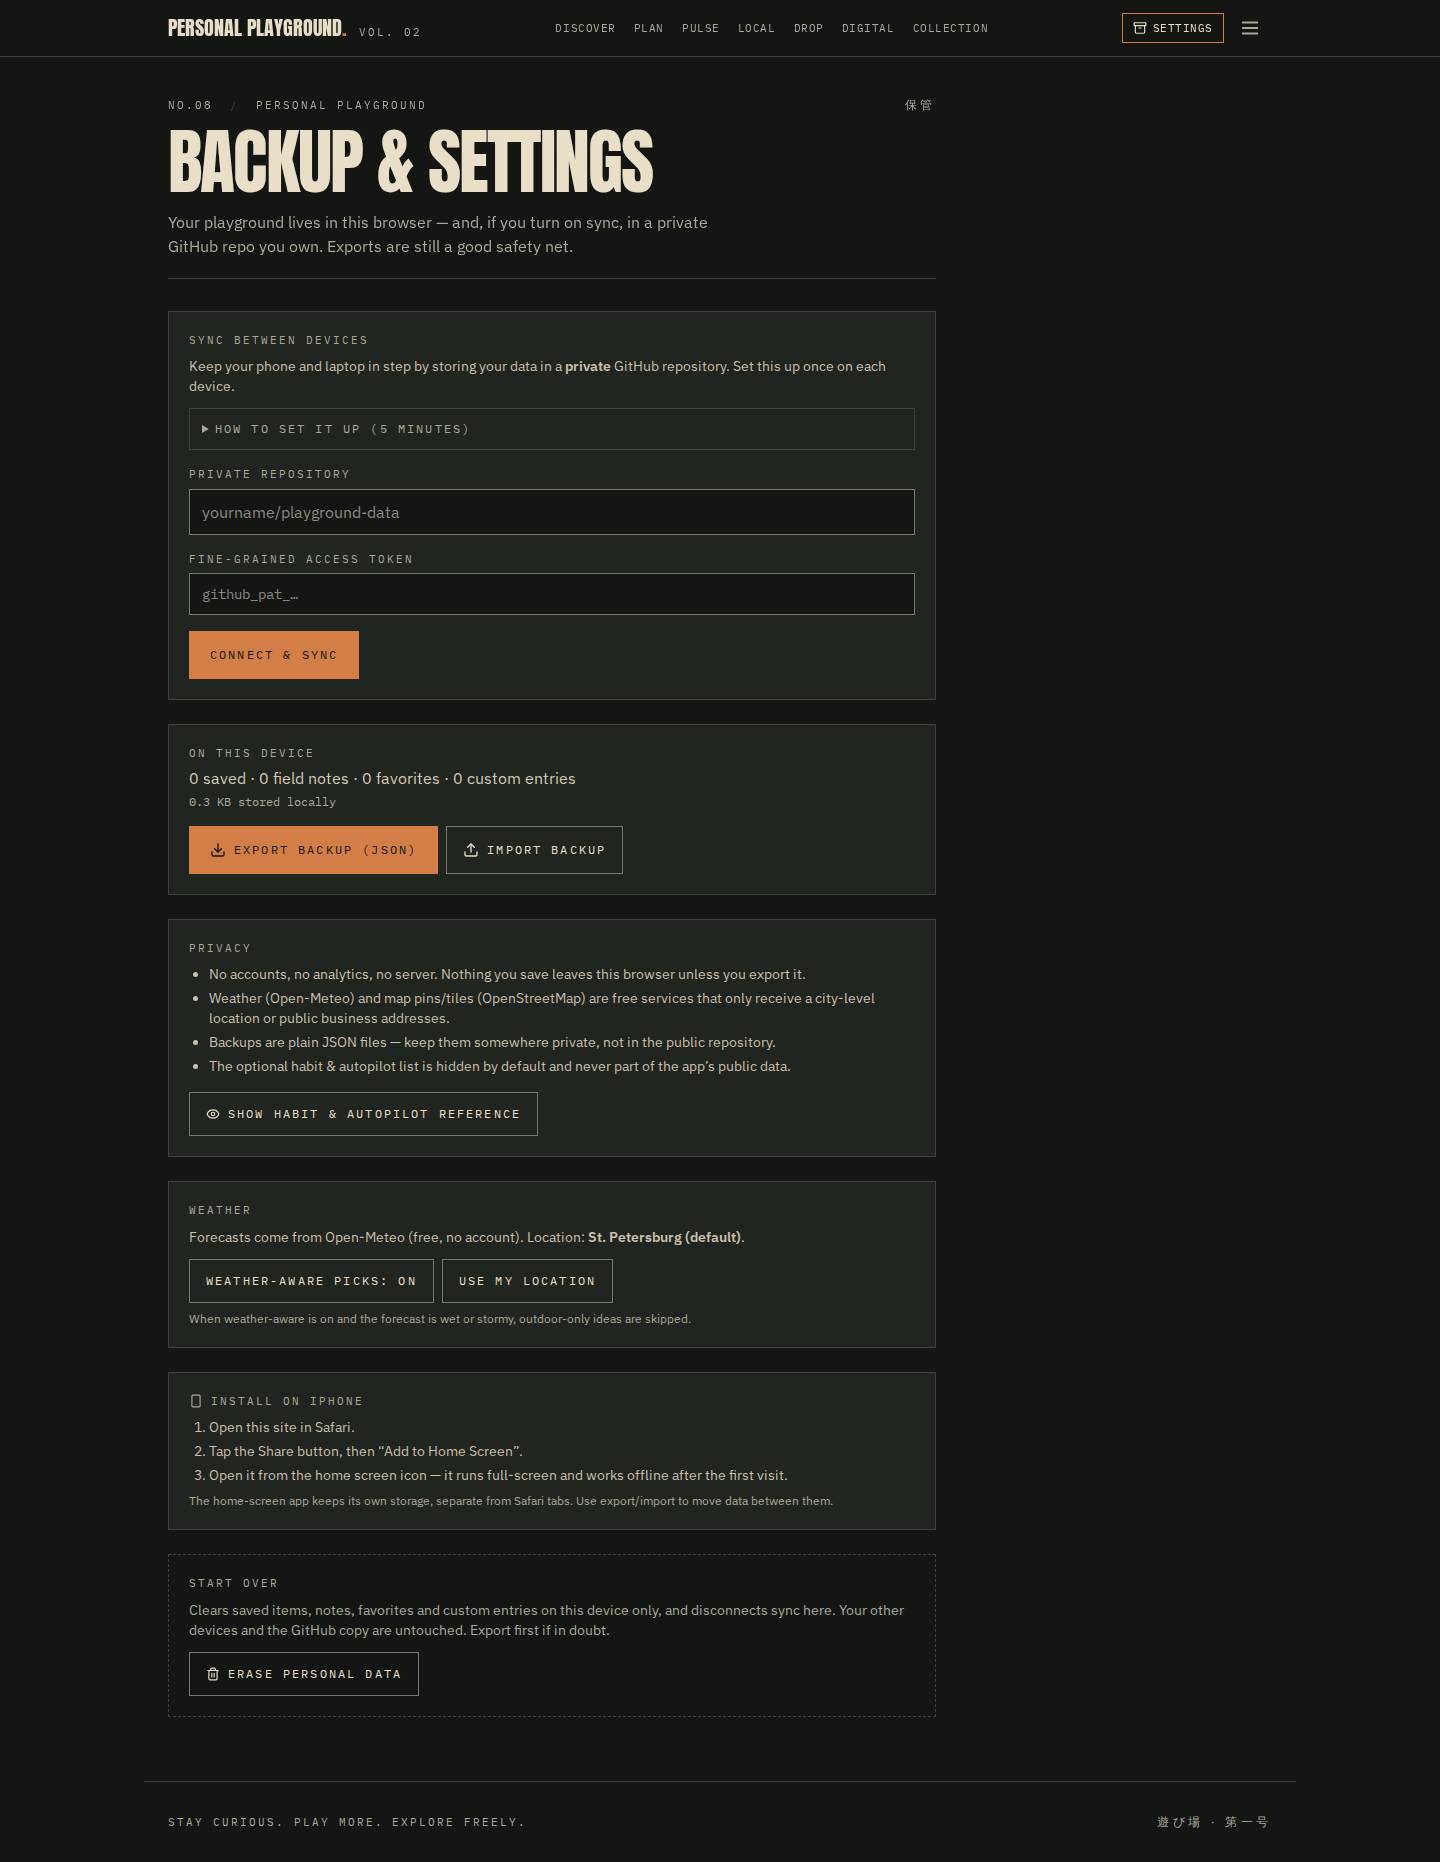 PERSONAL PLAYGROUND. VOL. 02
DISCOVER PLAN PULSE LOCAL DROP DIGITAL COLLECTION
SETTINGS
NO.08 / PERSONAL PLAYGROUND
保管
BACKUP & SETTINGS
Your playground lives in this browser — and, if you turn on sync, in a private
GitHub repo you own. Exports are still a good safety net.
SYNC BETWEEN DEVICES
Keep your phone and laptop in step by storing your data in a private GitHub repository. Set this up once on each
device.
HOW TO SET IT UP (5 MINUTES)
PRIVATE REPOSITORY
yourname/playground-data
FINE-GRAINED ACCESS TOKEN
github_pat_…
CONNECT & SYNC
ON THIS DEVICE
0 saved · 0 field notes · 0 favorites · 0 custom entries
0.3 KB stored locally
EXPORT BACKUP (JSON)
IMPORT BACKUP
PRIVACY
• No accounts, no analytics, no server. Nothing you save leaves this browser unless you export it.
• Weather (Open-Meteo) and map pins/tiles (OpenStreetMap) are free services that only receive a city-level
location or public business addresses.
• Backups are plain JSON files — keep them somewhere private, not in the public repository.
• The optional habit & autopilot list is hidden by default and never part of the app’s public data.
SHOW HABIT & AUTOPILOT REFERENCE
WEATHER
Forecasts come from Open-Meteo (free, no account). Location: St. Petersburg (default).
WEATHER-AWARE PICKS: ON
USE MY LOCATION
When weather-aware is on and the forecast is wet or stormy, outdoor-only ideas are skipped.
INSTALL ON IPHONE
1. Open this site in Safari.
2. Tap the Share button, then “Add to Home Screen”.
3. Open it from the home screen icon — it runs full-screen and works offline after the first visit.
The home-screen app keeps its own storage, separate from Safari tabs. Use export/import to move data between them.
START OVER
Clears saved items, notes, favorites and custom entries on this device only, and disconnects sync here. Your other
devices and the GitHub copy are untouched. Export first if in doubt.
ERASE PERSONAL DATA
STAY CURIOUS. PLAY MORE. EXPLORE FREELY.
遊び場 · 第一号